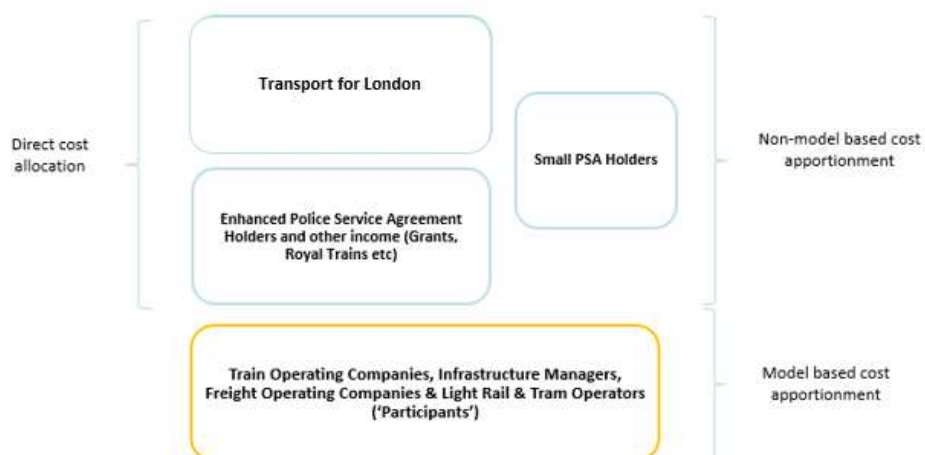 Transport for London
Direct cost
allocation
Small PSA Holders
Non-model based cost
apportionment
Enhanced Police Service Agreement
Holders and other income (Grants,
Royal Trains etc)
Train Operating Companies, Infrastructure Managers,
Freight Operating Companies & Light Rail & Tram Operators
(‘Participants’)
Model based cost
apportionment